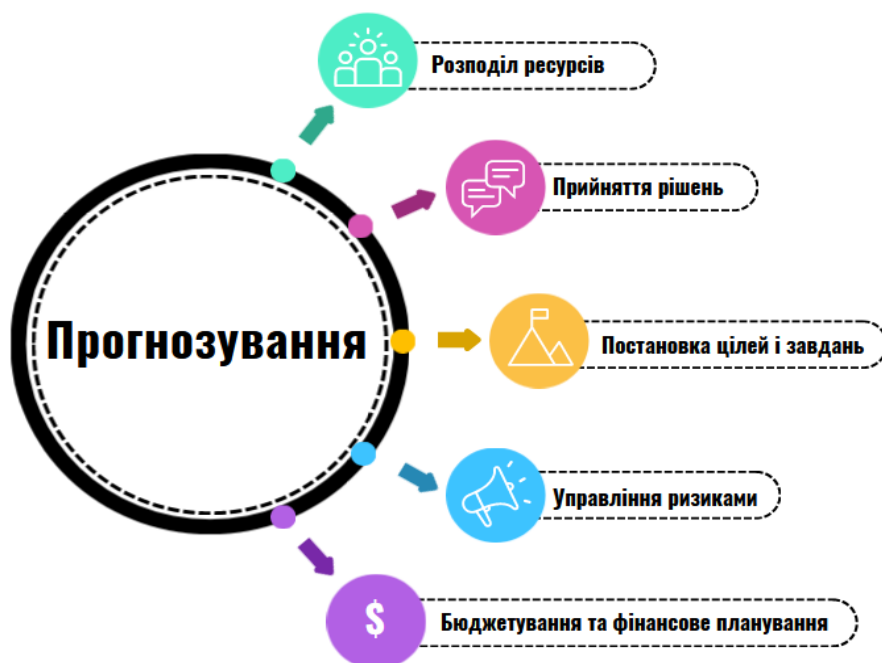 Розподіл ресурсів
Прийняття рішень
Прогнозування
Постановка цілей і завдань
Управління ризиками
$
Бюджетування та фінансове планування